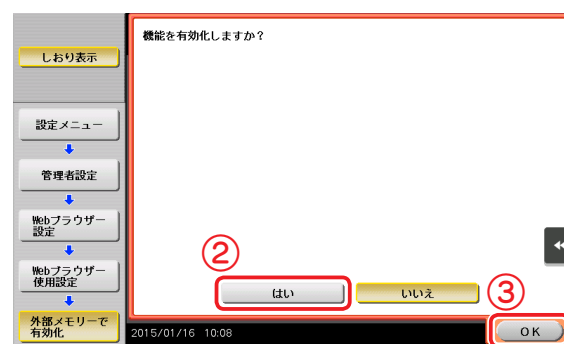 機能を有効化しますか？
しおり表示
設定メニュー
管理者設定
Webブラウザー
設定
Webブラウザー
使用設定
外部メモリーで
有効化
②
はい
いいえ
③
2015/01/16 10:08
OK